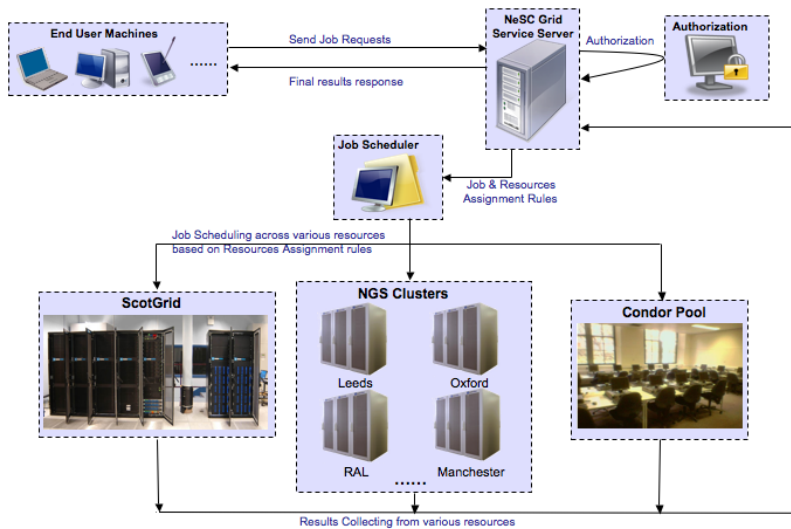 End User Machines
......
Send Job Requests
Final results response
NeSC Grid
Service Server
Authorization
Authorization
Job Scheduler
Job & Resources
Assignment Rules
Job Scheduling across various resources
based on Resources Assignment rules
ScotGrid
NGS Clusters
Leeds
Oxford
RAL
Manchester
......
Condor Pool
Results Collecting from various resources